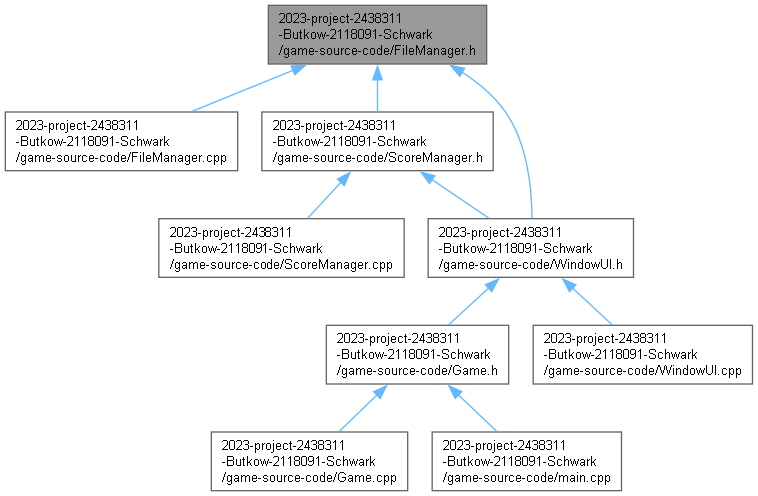 2023-project-2438311
-Butkow-2118091-Schwark
/game-source-code/FileManager.h
2023-project-2438311
-Butkow-2118091-Schwark
/game-source-code/FileManager.cpp
2023-project-2438311
-Butkow-2118091-Schwark
/game-source-code/ScoreManager.h
2023-project-2438311
-Butkow-2118091-Schwark
/game-source-code/ScoreManager.cpp
2023-project-2438311
-Butkow-2118091-Schwark
/game-source-code/WindowUI.h
2023-project-2438311
-Butkow-2118091-Schwark
/game-source-code/Game.h
2023-project-2438311
-Butkow-2118091-Schwark
/game-source-code/WindowUI.cpp
2023-project-2438311
-Butkow-2118091-Schwark
/game-source-code/Game.cpp
2023-project-2438311
-Butkow-2118091-Schwark
/game-source-code/main.cpp